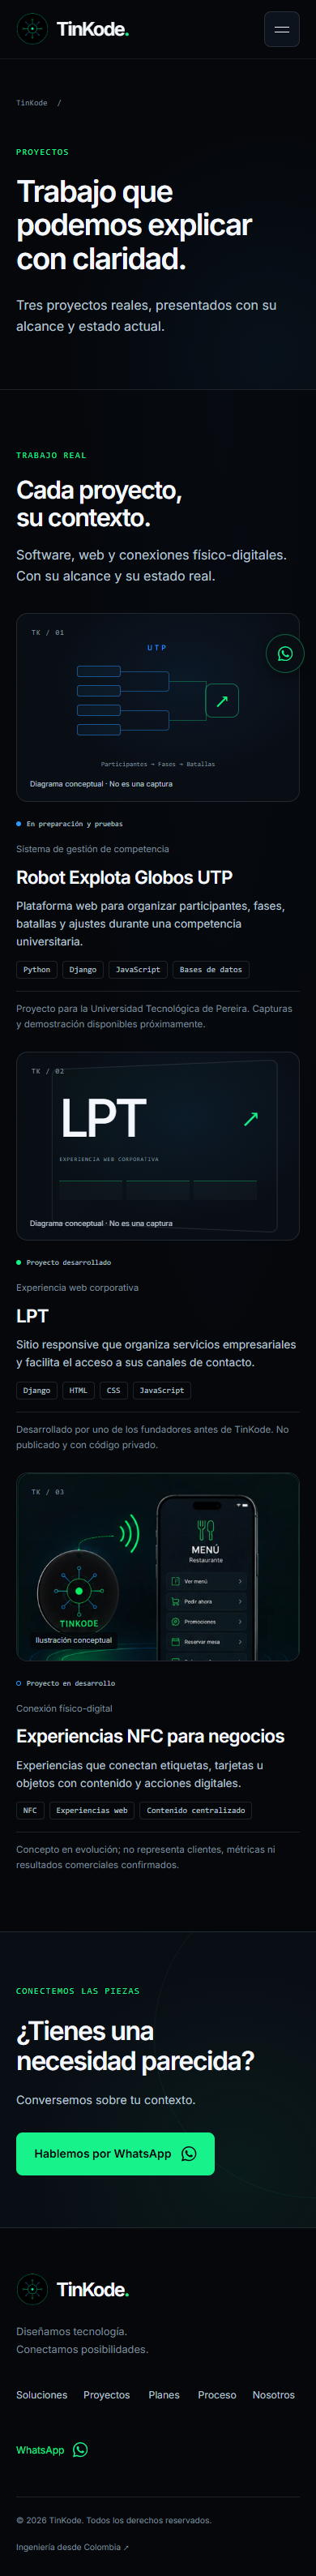 TinKode.
TinKode /
PROYECTOS
Trabajo que
podemos explicar
con claridad.
Tres proyectos reales, presentados con su
alcance y estado actual.
TRABAJO REAL
Cada proyecto,
su contexto.
Software, web y conexiones físico-digitales.
Con su alcance y su estado real.
TK / 01
UTP
Participantes → Fases → Batallas
Diagrama conceptual · No es una captura
En preparación y pruebas
Sistema de gestión de competencia
Robot Explota Globos UTP
Plataforma web para organizar participantes, fases,
batallas y ajustes durante una competencia
universitaria.
Python Django JavaScript Bases de datos
Proyecto para la Universidad Tecnológica de Pereira. Capturas
y demostración disponibles próximamente.
TK / 02
LPT
EXPERIENCIA WEB CORPORATIVA
Diagrama conceptual · No es una captura
Proyecto desarrollado
Experiencia web corporativa
LPT
Sitio responsive que organiza servicios empresariales
y facilita el acceso a sus canales de contacto.
Django HTML CSS JavaScript
Desarrollado por uno de los fundadores antes de TinKode. No
publicado y con código privado.
TK / 03
MENÚ
Restaurante
Ver menú
Pedir ahora
Promociones
Reservar mesa
TINKODE
Ilustración conceptual
Proyecto en desarrollo
Conexión físico-digital
Experiencias NFC para negocios
Experiencias que conectan etiquetas, tarjetas u
objetos con contenido y acciones digitales.
NFC Experiencias web Contenido centralizado
Concepto en evolución; no representa clientes, métricas ni
resultados comerciales confirmados.
CONECTEMOS LAS PIEZAS
¿Tienes una
necesidad parecida?
Conversemos sobre tu contexto.
Hablemos por WhatsApp
TinKode.
Diseñamos tecnología.
Conectamos posibilidades.
Soluciones Proyectos Planes Proceso Nosotros
WhatsApp
© 2026 TinKode. Todos los derechos reservados.
Ingeniería desde Colombia ↗